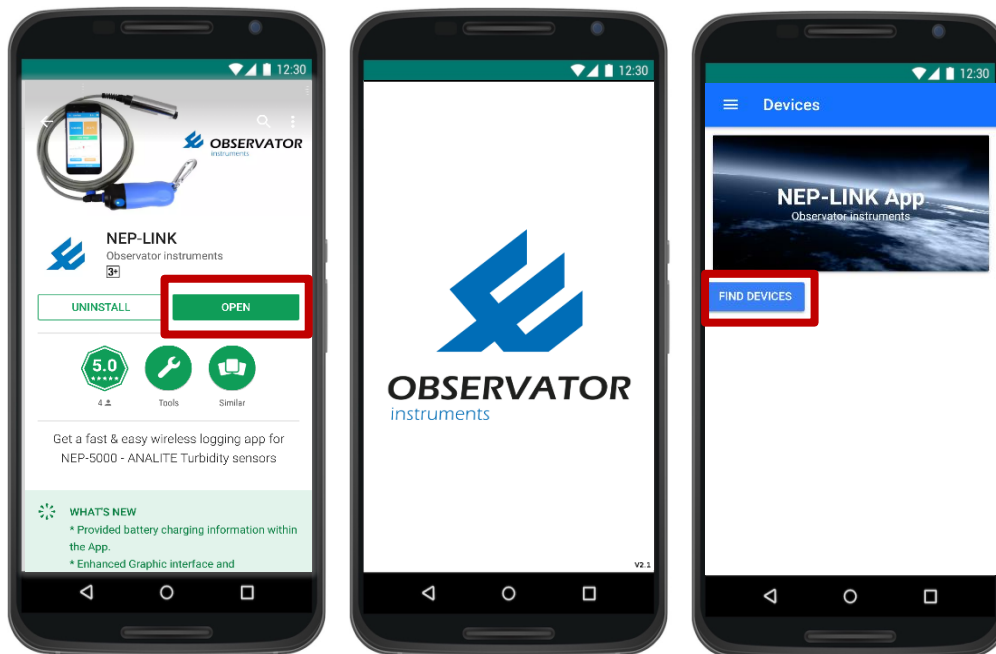 12:30
OBSERVATOR
instruments
NEP-LINK
Observator instruments
3+
UNINSTALL
OPEN
5.0
4
Tools
Similar
Get a fast & easy wireless logging app for
NEP-5000 - ANALITE Turbidity sensors
WHAT'S NEW
* Provided battery charging information within
the App.
* Enhanced Graphic interface and
12:30
OBSERVATOR
instruments
V2.1
12:30
Devices
NEP-LINK App
Observator instruments
FIND DEVICES